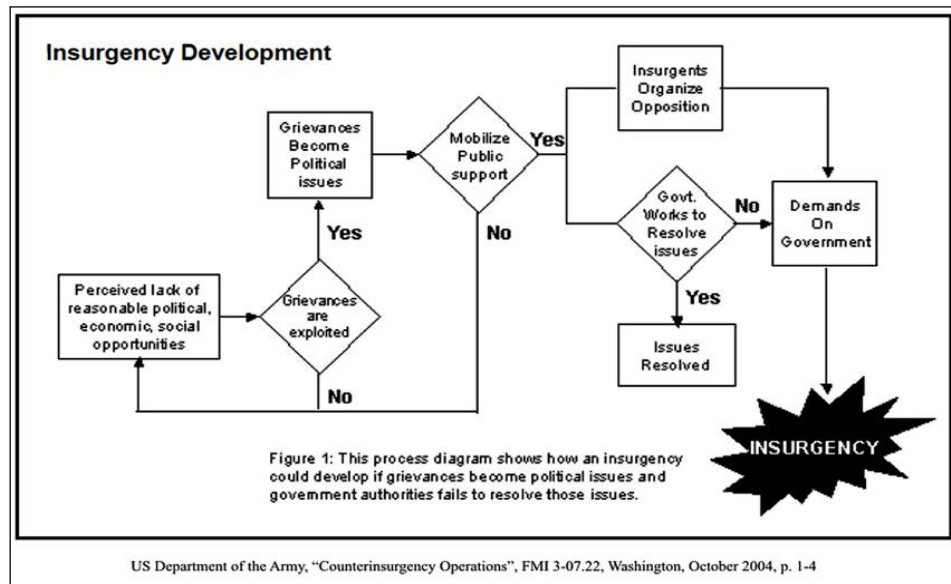 Insurgency Development
Perceived lack of
reasonable political,
economic, social
opportunities
Grievances
are
exploited
Yes
No
Grievances
Become
Political
issues
Mobilize
Public
support
Yes
No
Insurgents
Organize
Opposition
Govt.
Works to
Resolve
issues
No
Yes
Issues
Resolved
Demands
On
Government
INSURGENCY
Figure 1: This process diagram shows how an insurgency
could develop if grievances become political issues and
government authorities fails to resolve those issues.
US Department of the Army, “Counterinsurgency Operations”, FMI 3-07.22, Washington, October 2004, p. 1-4